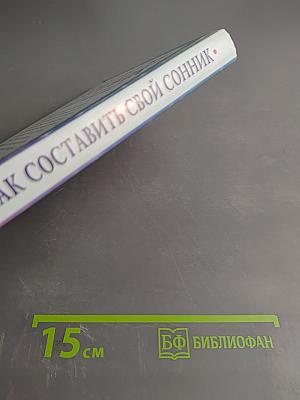 АК СОСТАВИТЬ СВОЙ СОННИК •
15 см
БФ БИБЛИОФАН